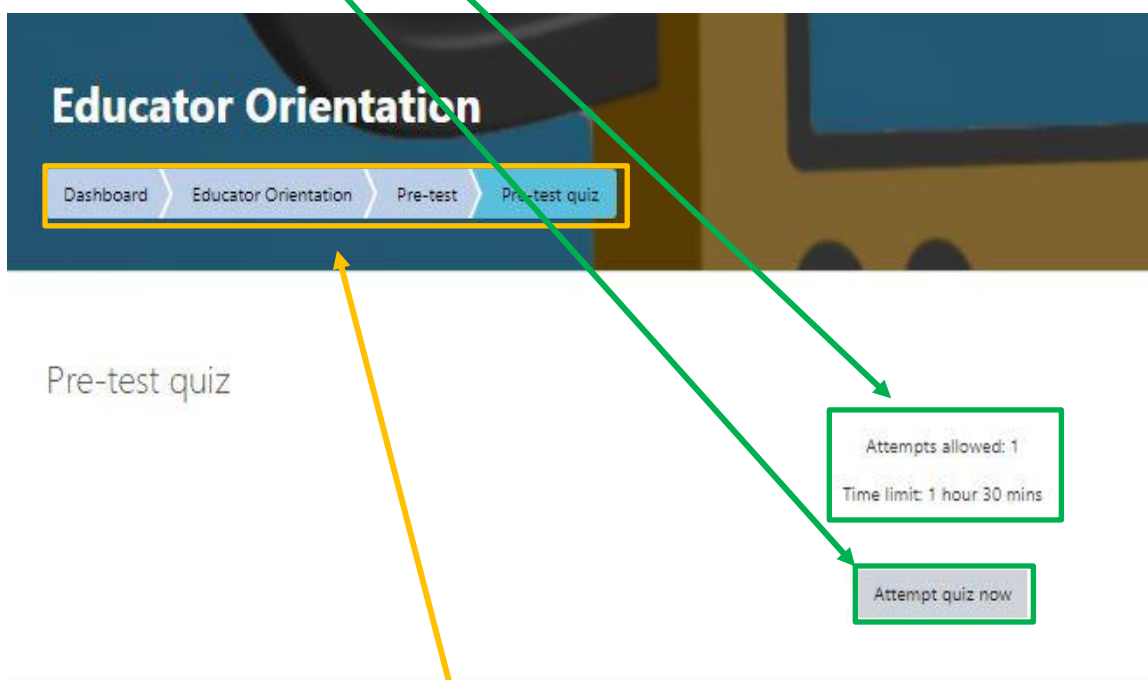 Educator Orientation
Dashboard Educator Orientation Pre-test Pre-test quiz
Pre-test quiz
Attempts allowed: 1
Time limit: 1 hour 30 mins
Attempt quiz now